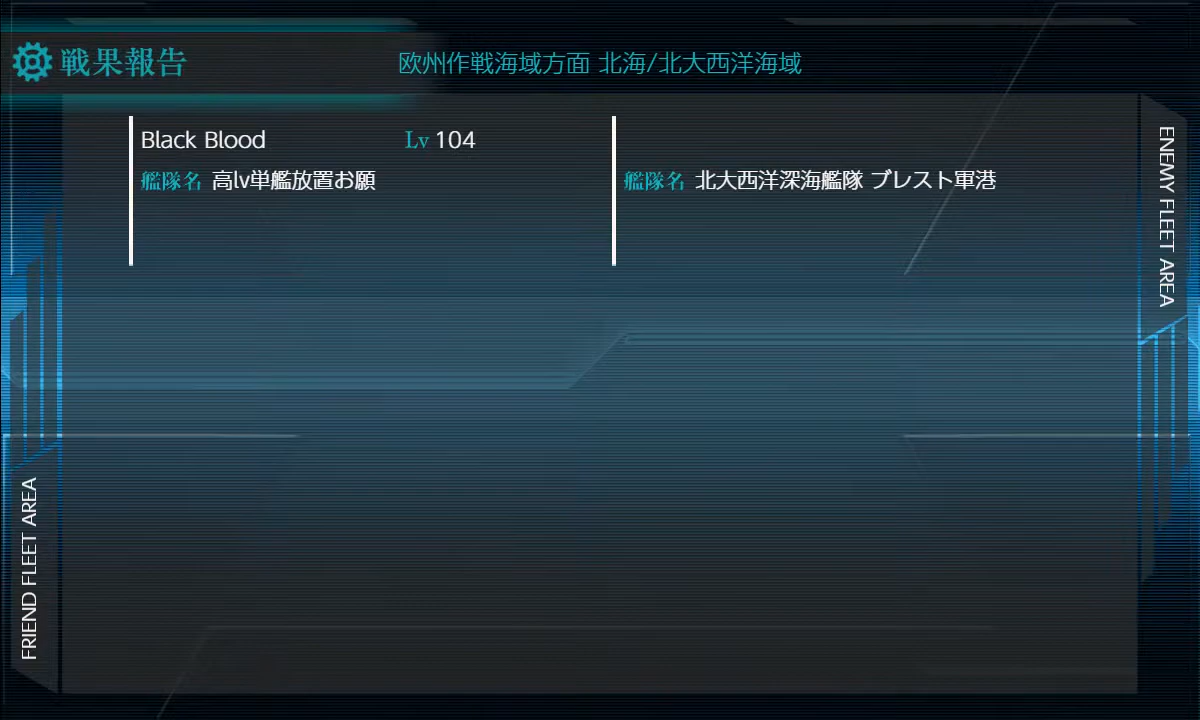 戦果報告
欧州作戦海域方面 北海/北大西洋海域
Black Blood Lv 104
艦隊名 高lv単艦放置お願
艦隊名 北大西洋深海艦隊 ブレスト軍港
ENEMY FLEET AREA
FRIEND FLEET AREA